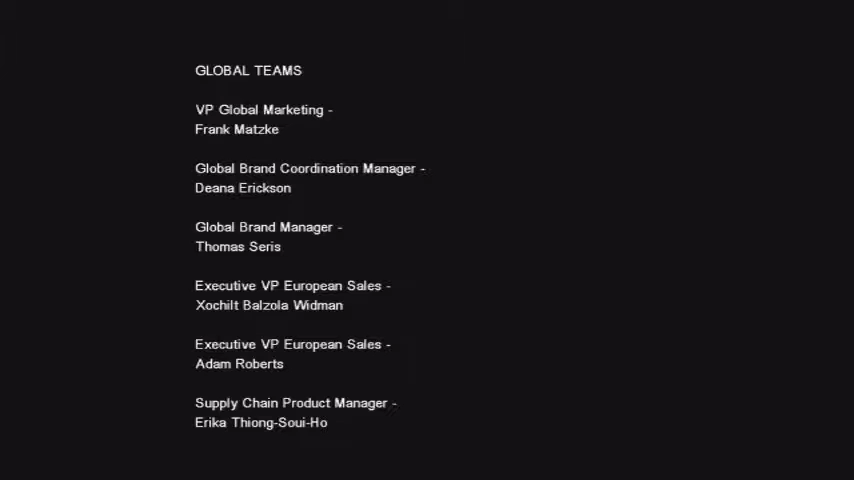 GLOBAL TEAMS
VP Global Marketing -
Frank Matzke
Global Brand Coordination Manager -
Deana Erickson
Global Brand Manager -
Thomas Seris
Executive VP European Sales -
Xochilt Balzola Widman
Executive VP European Sales -
Adam Roberts
Supply Chain Product Manager -
Erika Thiong-Soui-Ho